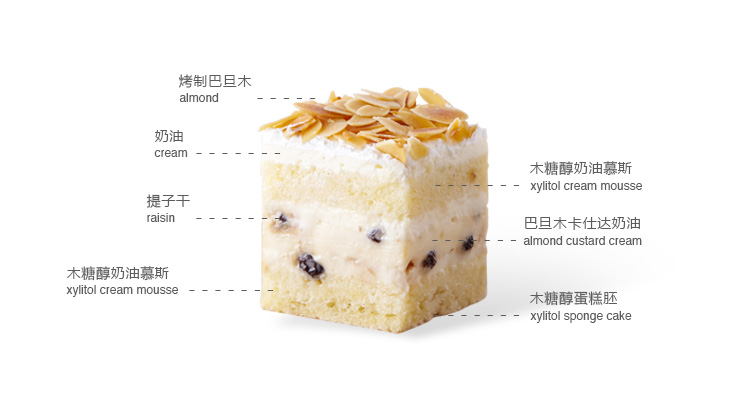 烤制巴旦木
almond
奶油
cream
提子干
raisin
木糖醇奶油慕斯
xylitol cream mousse
木糖醇奶油慕斯
xylitol cream mousse
巴旦木卡仕达奶油
almond custard cream
木糖醇蛋糕胚
xylitol sponge cake